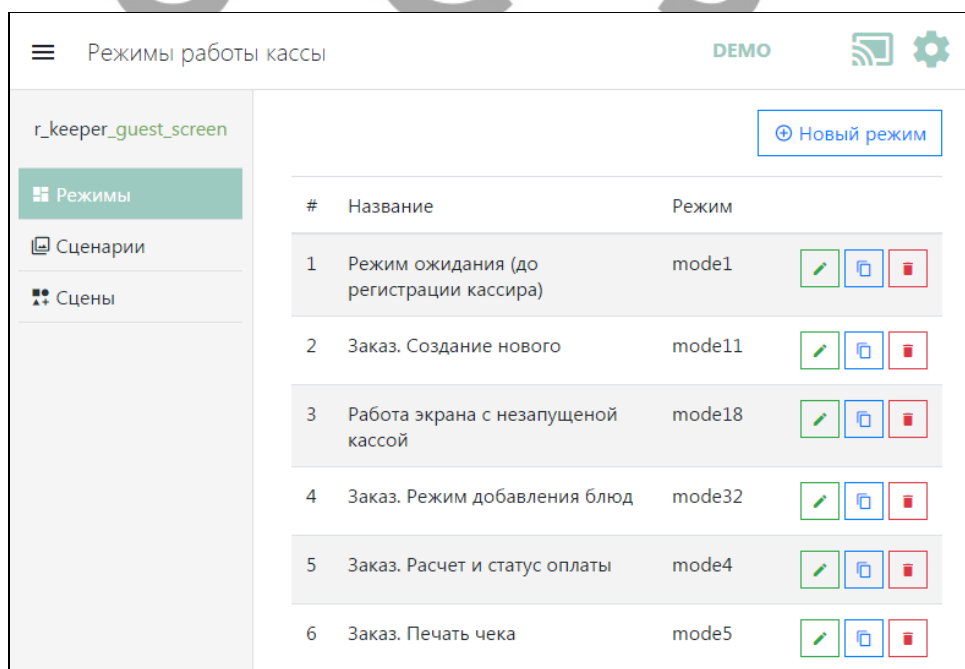 Режимы работы кассы
DEMO
r_keeper_guest_screen
Новый режим
Режимы
Сценарии
Сцены
# Название Режим
1 Режим ожидания (до mode1
регистрации кассира)
2 Заказ. Создание нового mode11
3 Работа экрана с незапущеной mode18
кассой
4 Заказ. Режим добавления блюд mode32
5 Заказ. Расчет и статус оплаты mode4
6 Заказ. Печать чека mode5